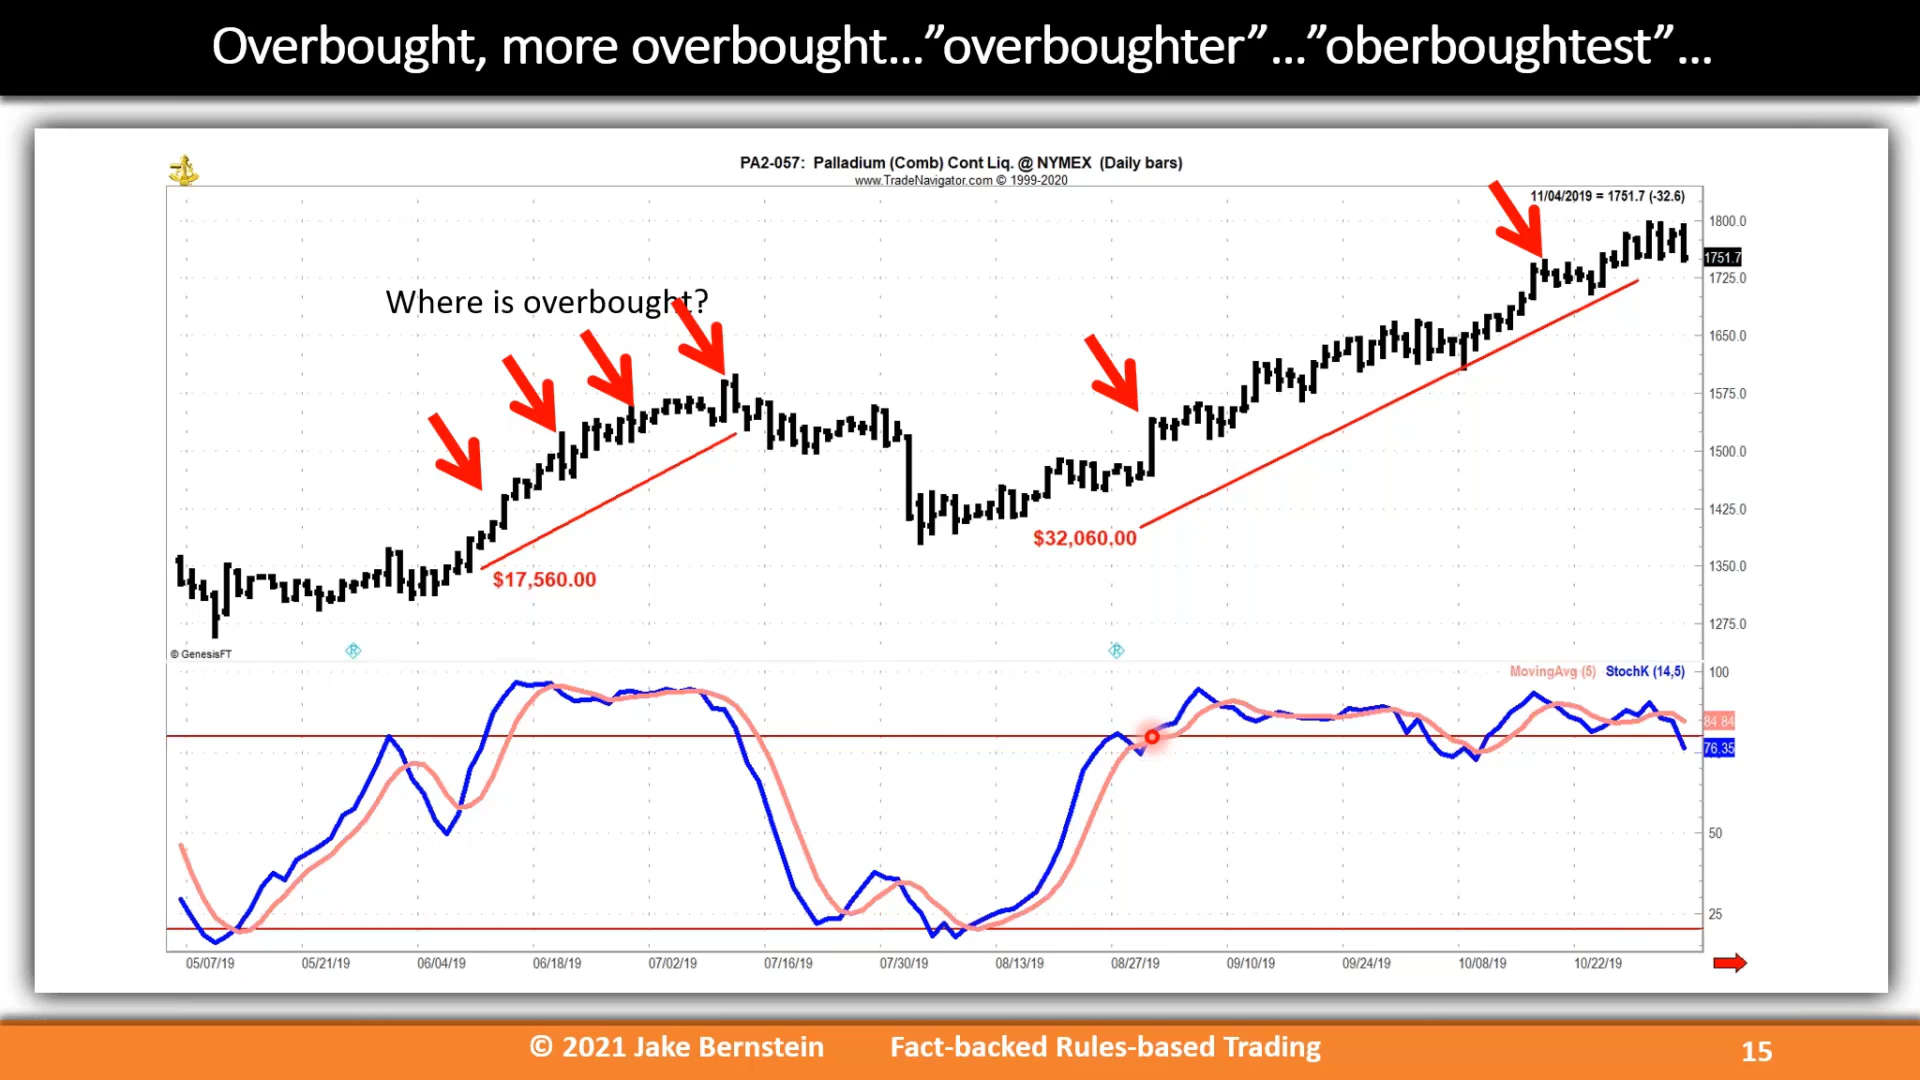 Overbought, more overbought...”overboughter”...”oberboughtest”...
PA2-057: Palladium (Comb) Cont Liq. @ NYMEX (Daily bars)
www.TradeNavigator.com © 1999-2020
11/04/2019 = 1751.7 (-32.6)
1800.0
1751.7
1725.0
Where is overbought?
1650.0
1575.0
1500.0
1425.0
$32,060.00
1350.0
$17,560.00
1275.0
© GenesisFT
R
R
MovingAvg (5) StochK (14,5)
100
84.84
76.35
50
25
05/07/19 05/21/19 06/04/19 06/18/19 07/02/19 07/16/19 07/30/19 08/13/19 08/27/19 09/10/19 09/24/19 10/08/19 10/22/19
© 2021 Jake Bernstein Fact-backed Rules-based Trading 15